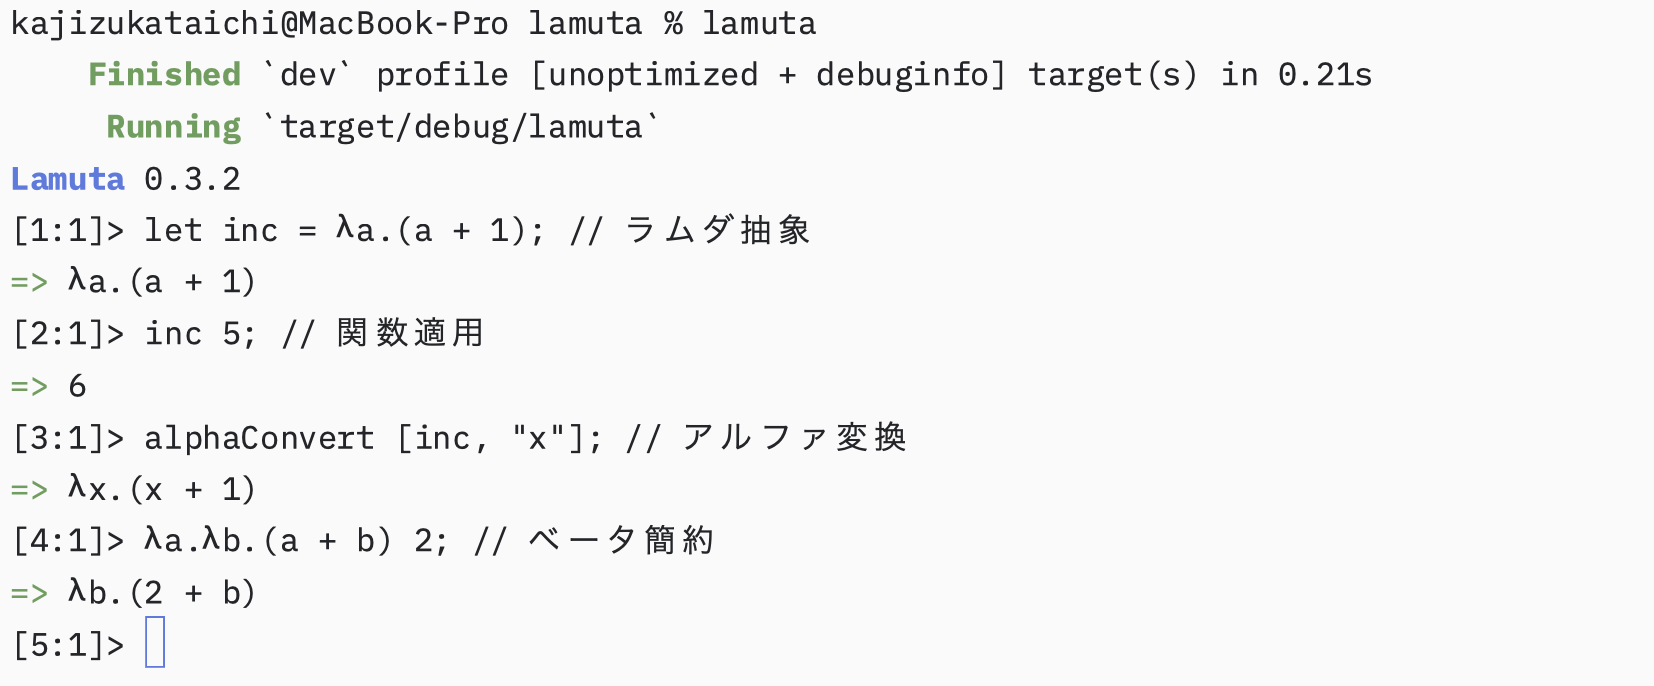 kajizukataichi@MacBook-Pro lamuta % lamuta
Finished `dev` profile [unoptimized + debuginfo] target(s) in 0.21s
Running `target/debug/lamuta`
Lamuta 0.3.2
[1:1]> let inc = λa.(a + 1); // ラムダ抽象
=> λa.(a + 1)
[2:1]> inc 5; // 関数適用
=> 6
[3:1]> alphaConvert [inc, "x"]; // アルファ変換
=> λx.(x + 1)
[4:1]> λa.λb.(a + b) 2; // ベータ簡約
=> λb.(2 + b)
[5:1]>